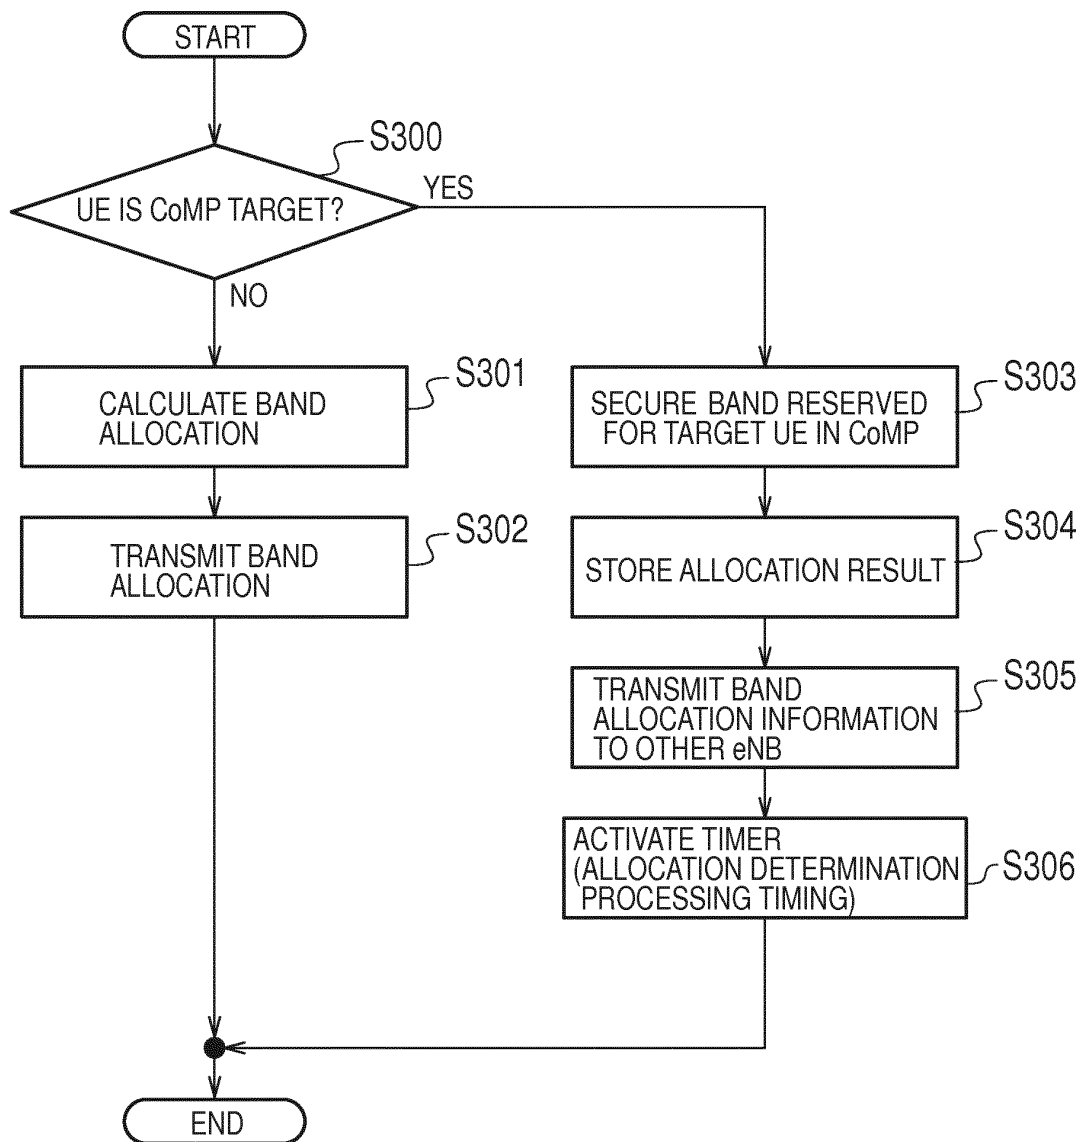 START
S300
UE IS CoMP TARGET?
YES
NO
S301
CALCULATE BAND
ALLOCATION
S302
TRANSMIT BAND
ALLOCATION
S303
SECURE BAND RESERVED
FOR TARGET UE IN CoMP
S304
STORE ALLOCATION RESULT
S305
TRANSMIT BAND
ALLOCATION INFORMATION
TO OTHER eNB
S306
ACTIVATE TIMER
(ALLOCATION DETERMINATION
PROCESSING TIMING)
END